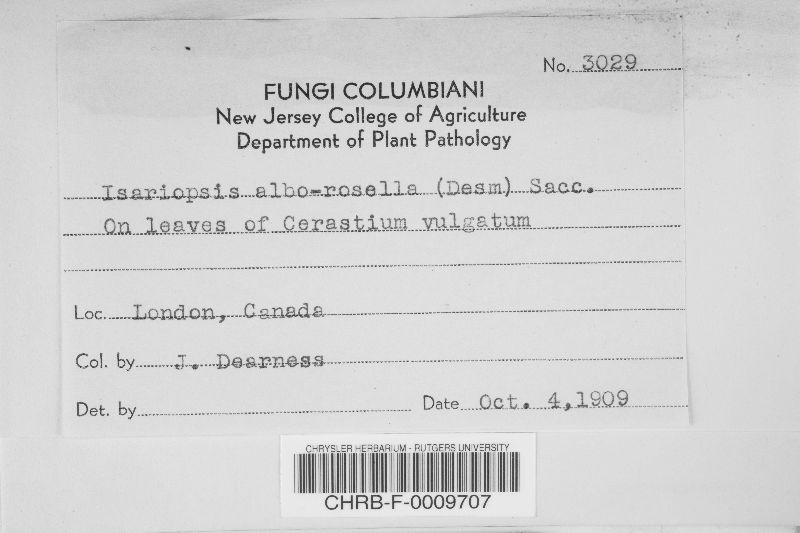 No. 3029
FUNGI COLUMBIANI
New Jersey College of Agriculture
Department of Plant Pathology
Isariopsis albo-rosella (Desm) Sacc.
On leaves of Cerastium vulgatum
Loc. London, Canada
Col. by J. Dearness
Det. by
Date Oct. 4, 1909
CHRYSLER HERBARIUM - RUTGERS UNIVERSITY
CHRB-F-0009707